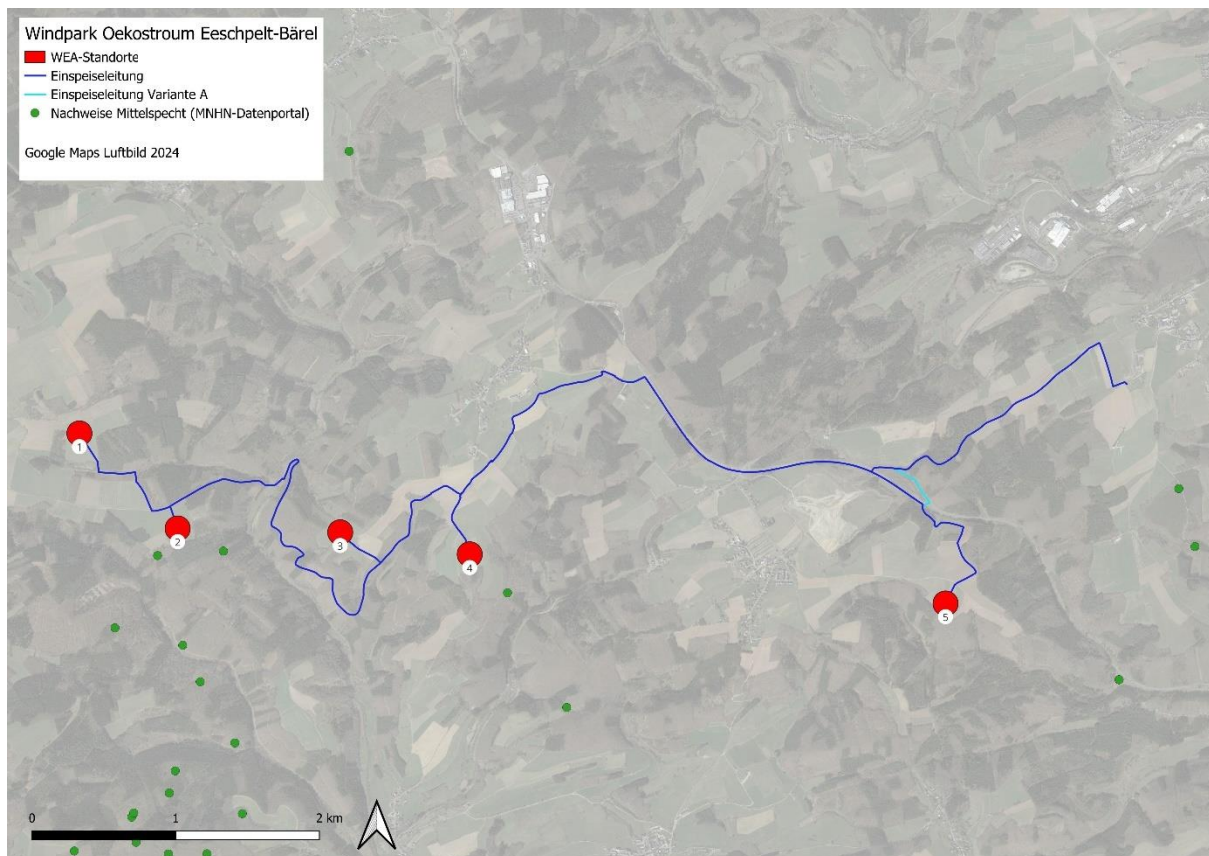 Windpark Oekostroum Eeschpelt-Bärel
WEA-Standorte
Einspeiseleitung
Einspeiseleitung Variante A
Nachweise Mittelspecht (MNHN-Datenportal)
Google Maps Luftbild 2024
1
2
3
4
5
0 1 2 km